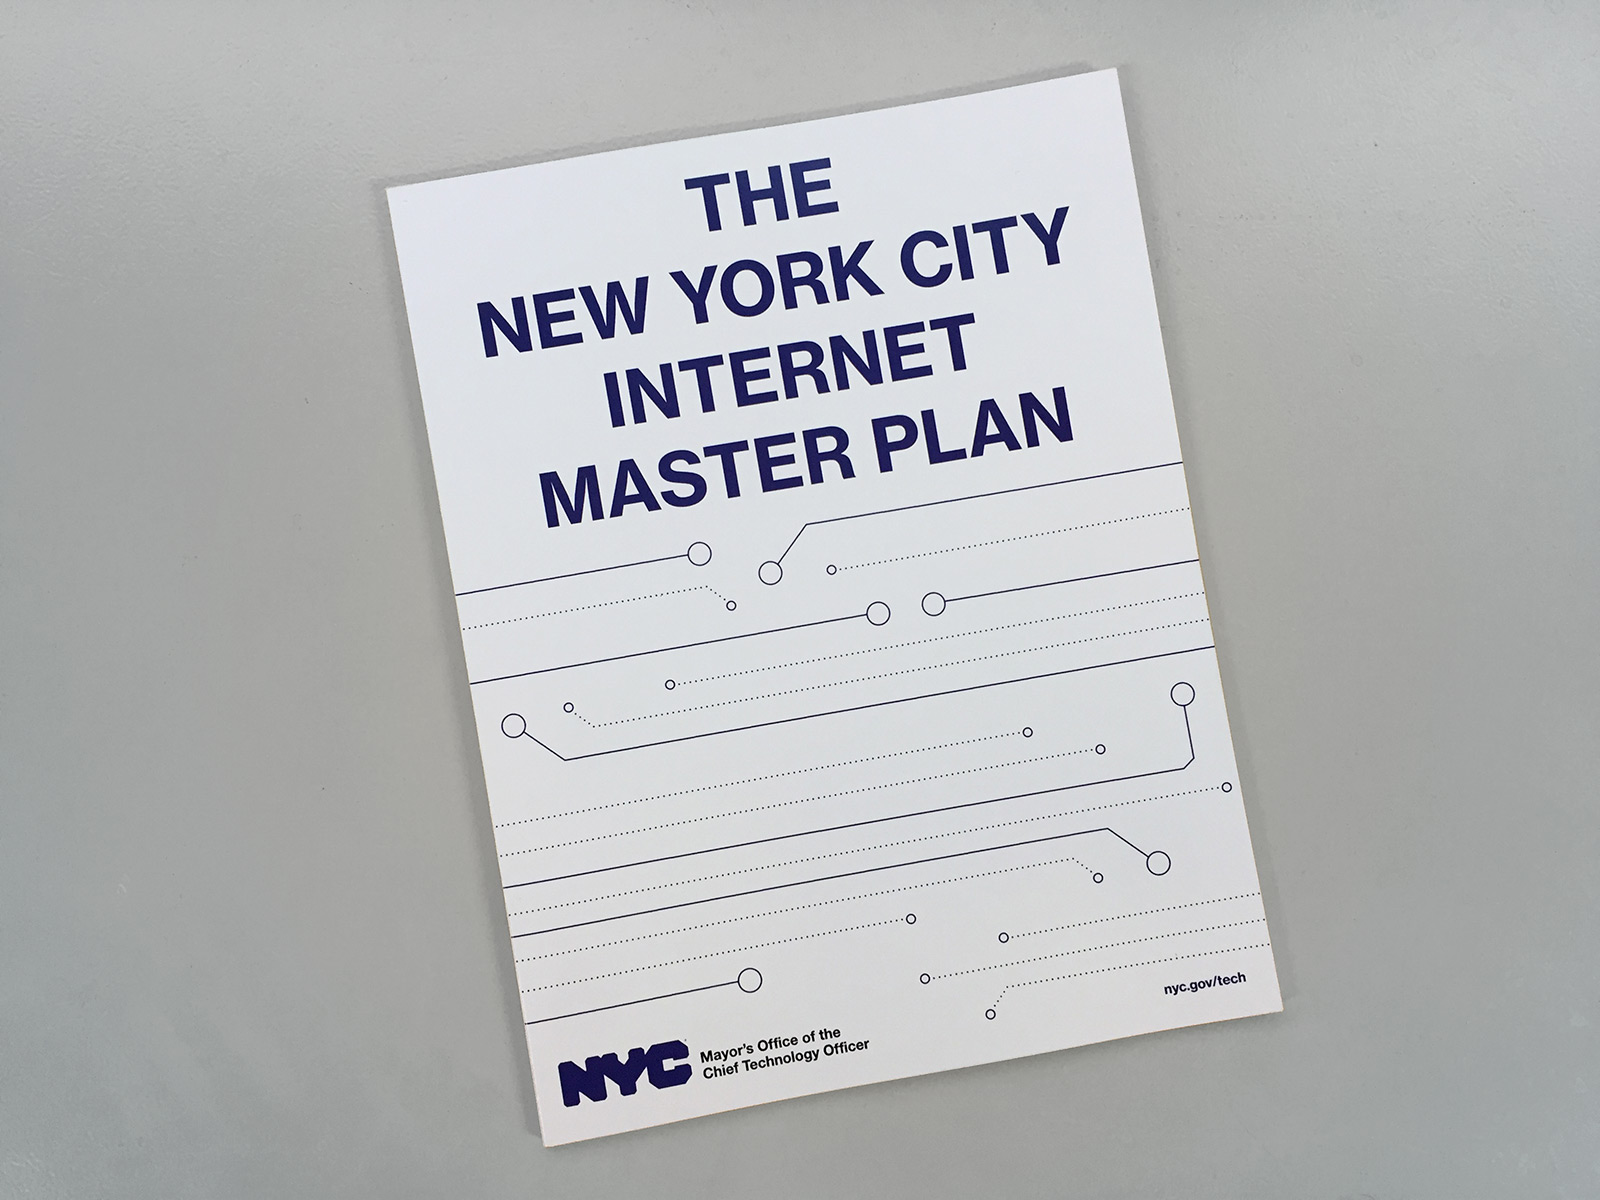 THE
NEW YORK CITY
INTERNET
MASTER PLAN
nyc.gov/tech
NYC
Mayor's Office of the
Chief Technology Officer